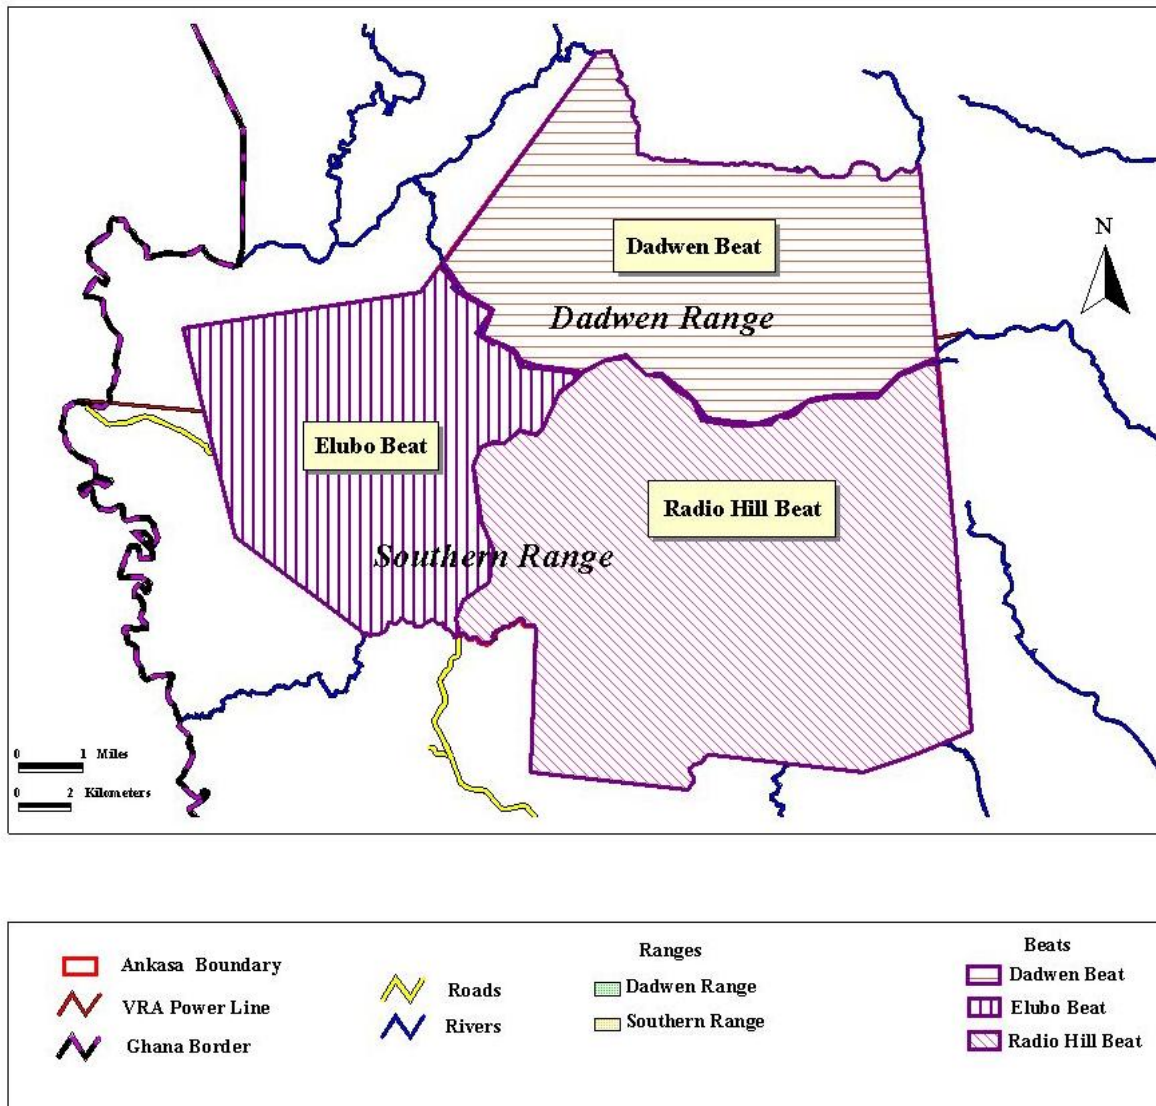 N
Dadwen Beat
Dadwen Range
Elubo Beat
Radio Hill Beat
Southern Range
0 1 Miles
0 2 Kilometers
Ankasa Boundary
VRA Power Line
Ghana Border
Roads
Rivers
Ranges
Dadwen Range
Southern Range
Beats
Dadwen Beat
Elubo Beat
Radio Hill Beat